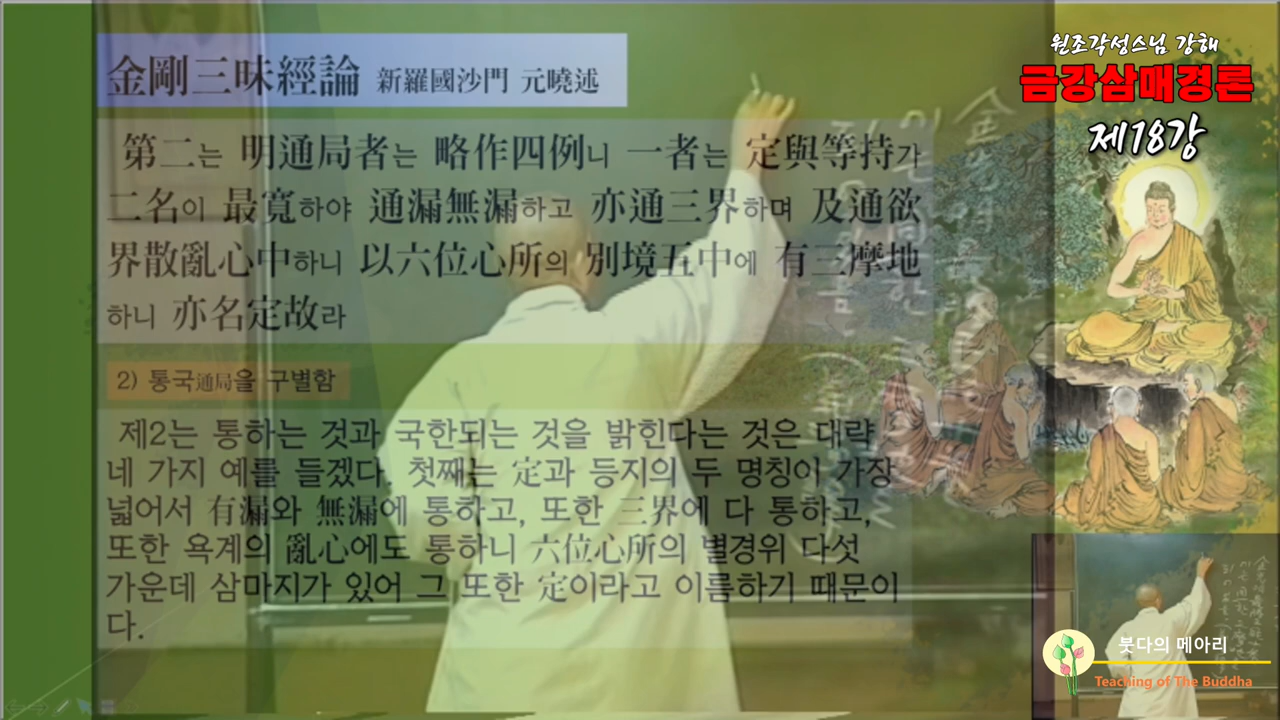 金剛三昧經論 新羅國沙門 元曉述
第二는 明通局者는 略作四例니 一者는 定與等持가
二名이 最寬하야 通漏無漏하고 亦通三界하며 及通欲
界散亂心中하니 以六位心所의 別境五中에 有三摩地
하니 亦名定故라
2) 통국通局을 구별함
제2는 통하는 것과 국한되는 것을 밝힌다는 것은 대략
네 가지 예를 들겠다. 첫째는 定과 등지의 두 명칭이 가장
넓어서 有漏와 無漏에 통하고, 또한 三界에 다 통하고,
또한 욕계의 亂心에도 통하니 六位心所의 별경위 다섯
가운데 삼마지가 있어 그 또한 定이라고 이름하기 때문이
다.
원조각성스님 강해
금강삼매경론
제18강
붓다의 메아리
Teaching of The Buddha